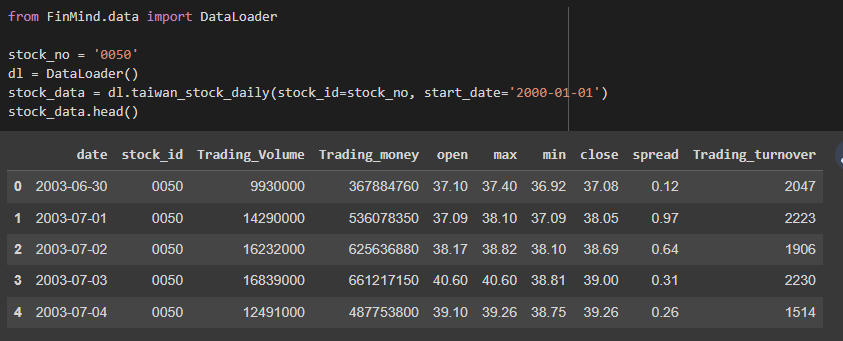 from FinMind.data import DataLoader
stock_no = '0050'
dl = DataLoader()
stock_data = dl.taiwan_stock_daily(stock_id=stock_no, start_date='2000-01-01')
stock_data.head()
date stock_id Trading_Volume Trading_money open max min close spread Trading_turnover
0 2003-06-30 0050 9930000 367884760 37.10 37.40 36.92 37.08 0.12 2047
1 2003-07-01 0050 14290000 536078350 37.09 38.10 37.09 38.05 0.97 2223
2 2003-07-02 0050 16232000 625636880 38.17 38.82 38.10 38.69 0.64 1906
3 2003-07-03 0050 16839000 661217150 40.60 40.60 38.81 39.00 0.31 2230
4 2003-07-04 0050 12491000 487753800 39.10 39.26 38.75 39.26 0.26 1514